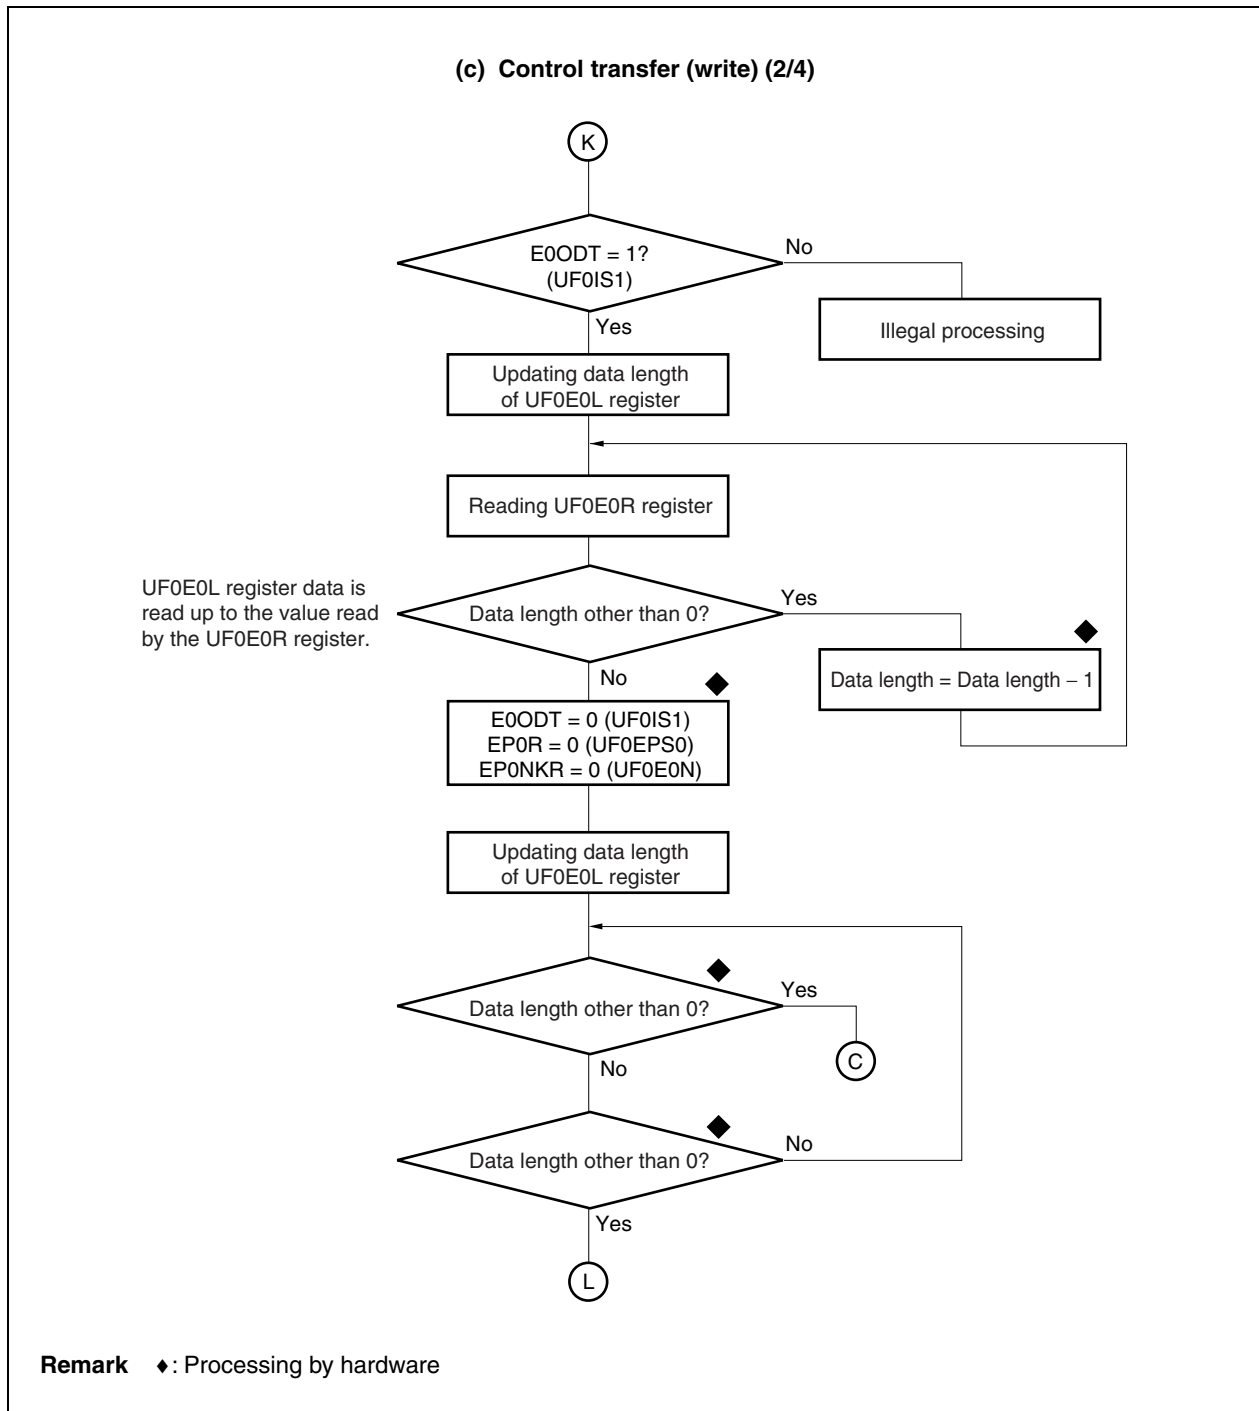 (c) Control transfer (write) (2/4)
K
E0ODT = 1?
(UF0IS1)
No
Illegal processing
Yes
Updating data length
of UF0E0L register
Reading UF0E0R register
UF0E0L register data is
read up to the value read
by the UF0E0R register.
Data length other than 0?
Yes
Data length = Data length − 1
No
E0ODT = 0 (UF0IS1)
EP0R = 0 (UF0EPS0)
EP0NKR = 0 (UF0E0N)
Updating data length
of UF0E0L register
Data length other than 0?
Yes
C
No
Data length other than 0?
No
Yes
L
Remark ♦: Processing by hardware